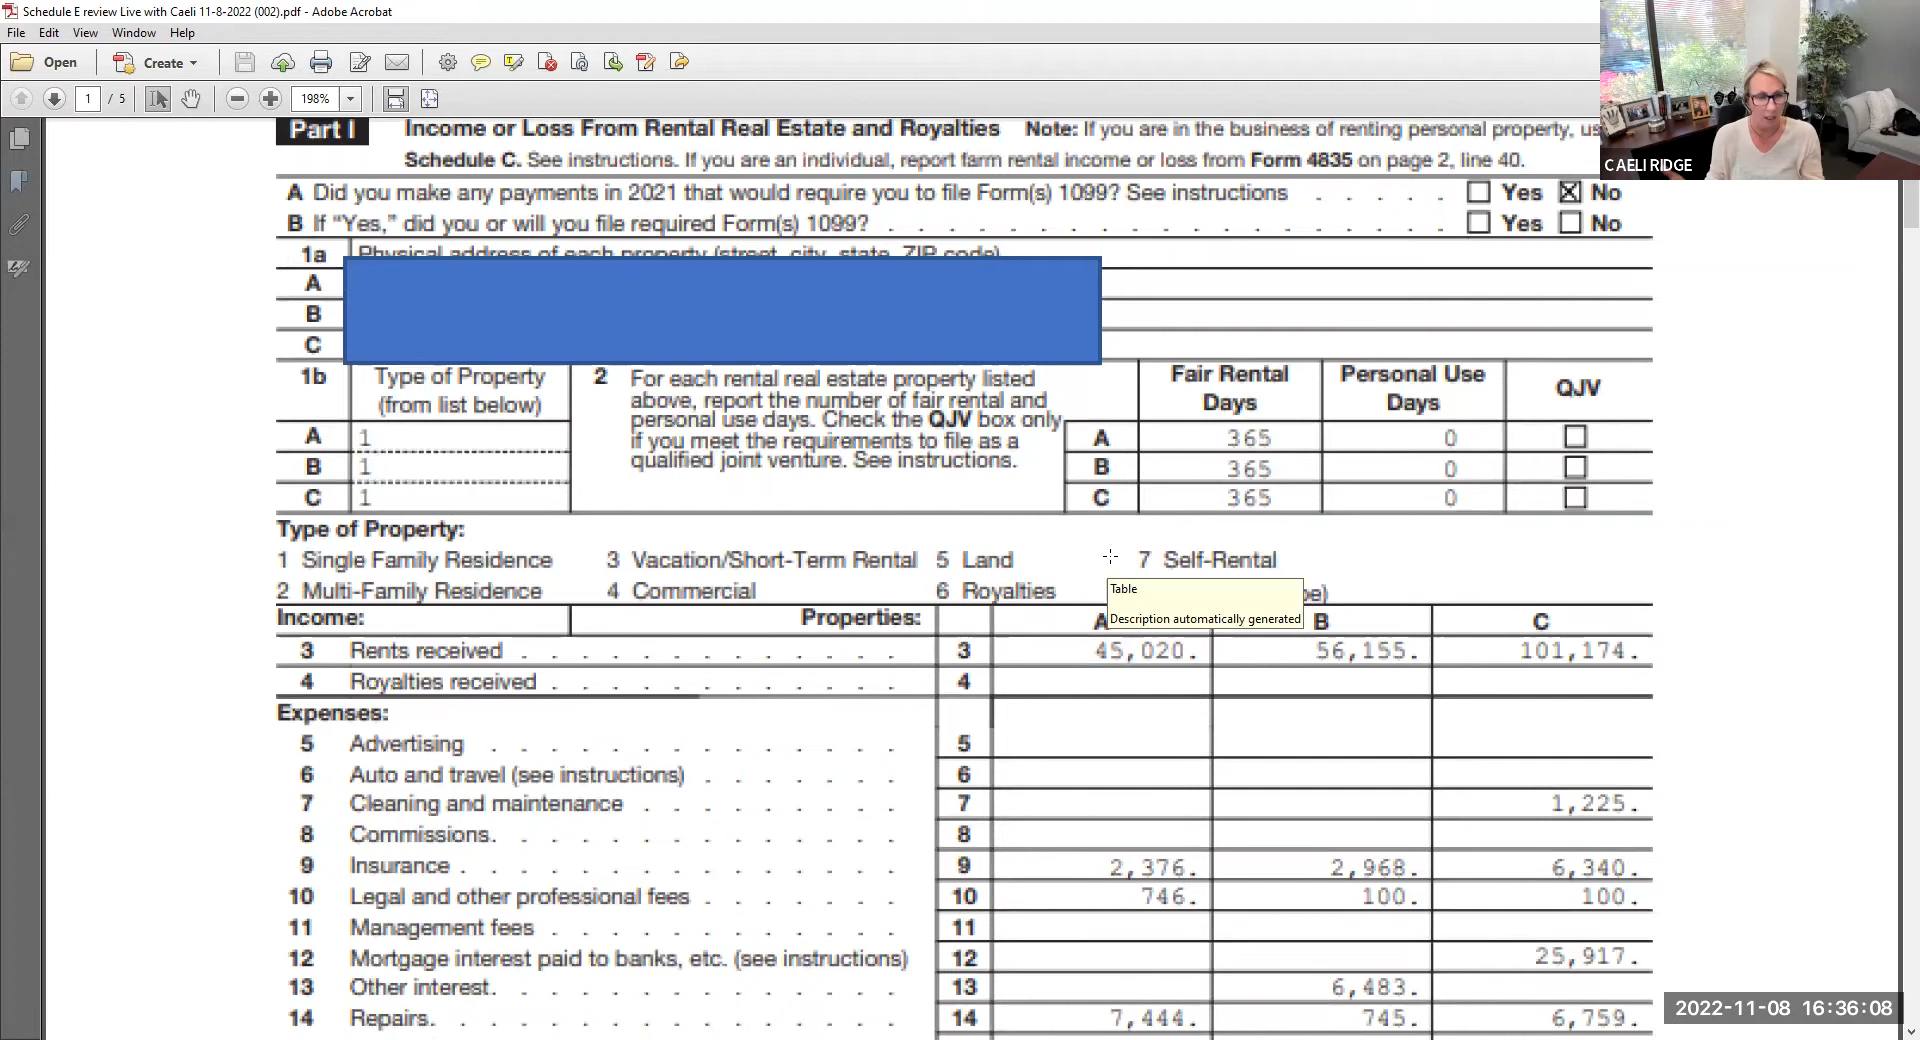 Schedule E review Live with Caeli 11-8-2022 (002).pdf - Adobe Acrobat
File Edit View Window Help
Open Create
1 / 5 198%
CAELI RIDGE
Part I Income or Loss From Rental Real Estate and Royalties Note: If you are in the business of renting personal property,
Schedule C. See instructions. If you are an individual, report farm rental income or loss from Form 4835 on page 2, line 40.
A Did you make any payments in 2021 that would require you to file Form(s) 1099? See instructions . . . . . Yes No
B If “Yes,” did you or will you file required Form(s) 1099? . . . . . . . . . . . . . . . . . . . Yes No
1a Physical address of each property (street, city, state, ZIP code)
A
B
C
1b Type of Property (from list below)
2 For each rental real estate property listed
above, report the number of fair rental and
personal use days. Check the QJV box only
if you meet the requirements to file as a
qualified joint venture. See instructions.
Fair Rental Days Personal Use Days QJV
A 1 A 365 0
B 1 B 365 0
C 1 C 365 0
Type of Property:
1 Single Family Residence 3 Vacation/Short-Term Rental 5 Land 7 Self-Rental
2 Multi-Family Residence 4 Commercial 6 Royalties
Table
Description automatically generated
Income: Properties: A B C
3 Rents received . . . . . . . . . . . . . 3 45,020. 56,155. 101,174.
4 Royalties received . . . . . . . . . . . . 4
Expenses:
5 Advertising . . . . . . . . . . . . . . 5
6 Auto and travel (see instructions) . . . . . . . 6
7 Cleaning and maintenance . . . . . . . . . 7 1,225.
8 Commissions. . . . . . . . . . . . . . 8
9 Insurance . . . . . . . . . . . . . . . 9 2,376. 2,968. 6,340.
10 Legal and other professional fees . . . . . . . 10 746. 100. 100.
11 Management fees . . . . . . . . . . . . 11
12 Mortgage interest paid to banks, etc. (see instructions) 12 25,917.
13 Other interest. . . . . . . . . . . . . . 13 6,483.
14 Repairs. . . . . . . . . . . . . . . . 14 7,444. 745. 6,759.
2022-11-08 16:36:08